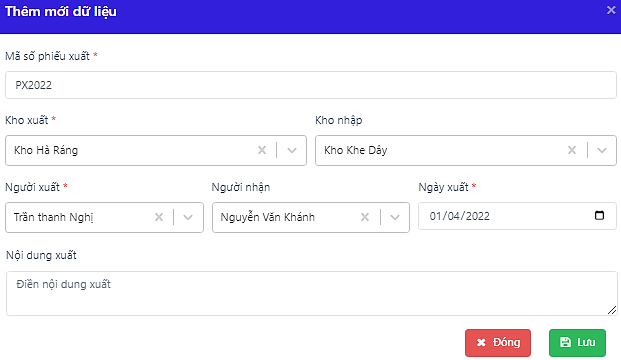 Thêm mới dữ liệu
Mã số phiếu xuất *
PX2022
Kho xuất * Kho nhập
Kho Hà Ráng Kho Khe Dây
Người xuất * Người nhận Ngày xuất *
Trần thanh Nghị Nguyễn Văn Khánh 01/04/2022
Nội dung xuất
Điền nội dung xuất
Đóng Lưu